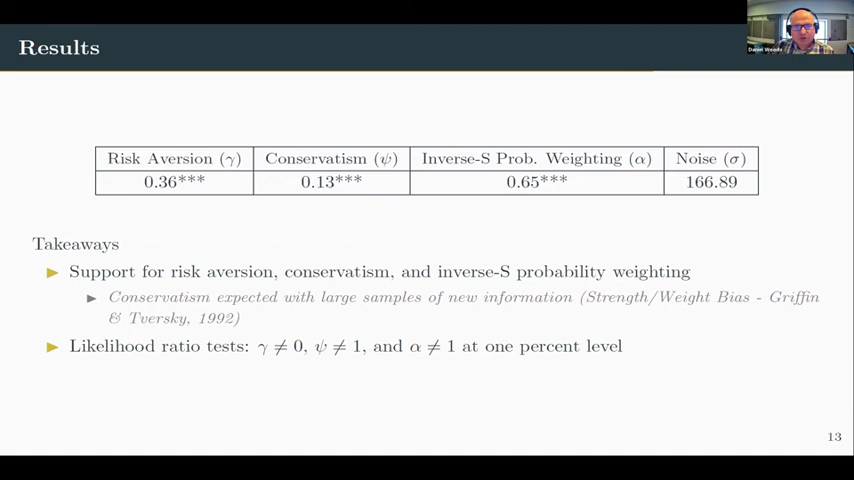 Results
Daniel Woods
Risk Aversion (γ) Conservatism (ψ) Inverse-S Prob. Weighting (α) Noise (σ)
0.36*** 0.13*** 0.65*** 166.89
Takeaways
Support for risk aversion, conservatism, and inverse-S probability weighting
Conservatism expected with large samples of new information (Strength/Weight Bias - Griffin
& Tversky, 1992)
Likelihood ratio tests: γ ≠ 0, ψ ≠ 1, and α ≠ 1 at one percent level
13